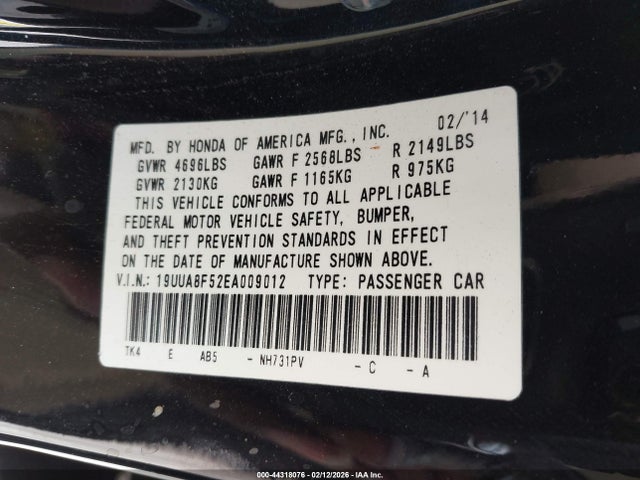 MFD. BY HONDA OF AMERICA MFG., INC. 02/'14
GVWR 4696LBS GAWR F 2568LBS R 2149LBS
GVWR 2130KG GAWR F 1165KG R 975KG
THIS VEHICLE CONFORMS TO ALL APPLICABLE
FEDERAL MOTOR VEHICLE SAFETY, BUMPER,
AND THEFT PREVENTION STANDARDS IN EFFECT
ON THE DATE OF MANUFACTURE SHOWN ABOVE.
V.I.N.: 19UUA8F52EA009012 TYPE: PASSENGER CAR
TK4 E AB5 - NH731PV - C - A
000-44318076 - 02/12/2026 - IAA Inc.